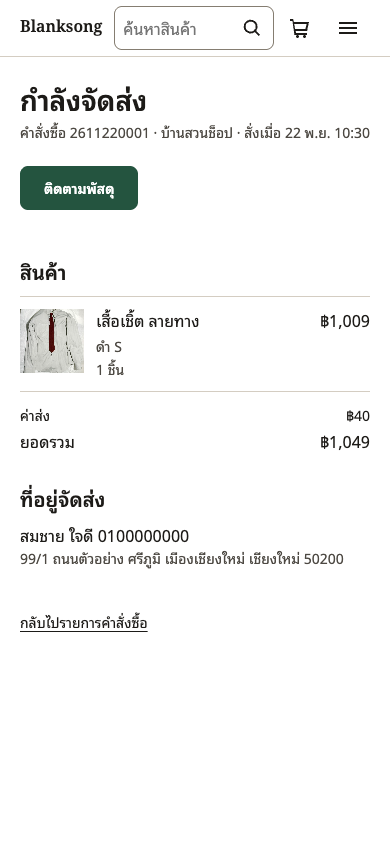 Blanksong
ค้นหาสินค้า
กำลังจัดส่ง
คำสั่งซื้อ 2611220001 · บ้านสวนช็อป · สั่งเมื่อ 22 พ.ย. 10:30
ติดตามพัสดุ
สินค้า
เสื้อเชิ้ต ลายทาง ฿1,009
ดำ S
1 ชิ้น
ค่าส่ง ฿40
ยอดรวม ฿1,049
ที่อยู่จัดส่ง
สมชาย ใจดี 0100000000
99/1 ถนนตัวอย่าง ศรีภูมิ เมืองเชียงใหม่ เชียงใหม่ 50200
กลับไปรายการคำสั่งซื้อ